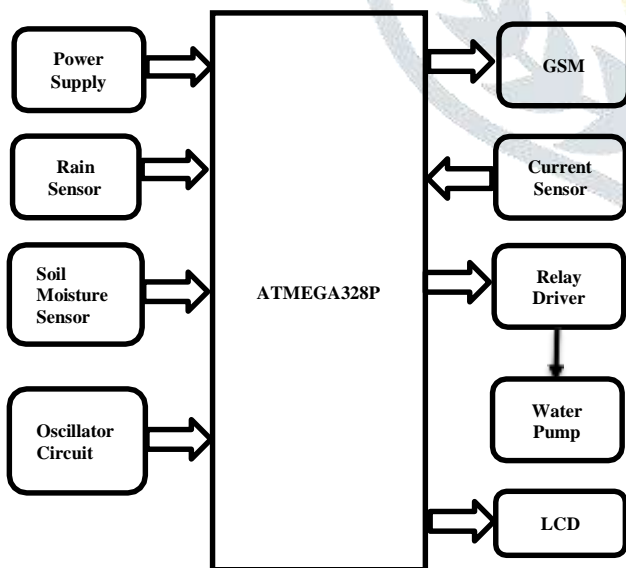 Power
Supply
Rain
Sensor
Soil
Moisture
Sensor
Oscillator
Circuit
ATMEGA328P
GSM
Current
Sensor
Relay
Driver
Water
Pump
LCD